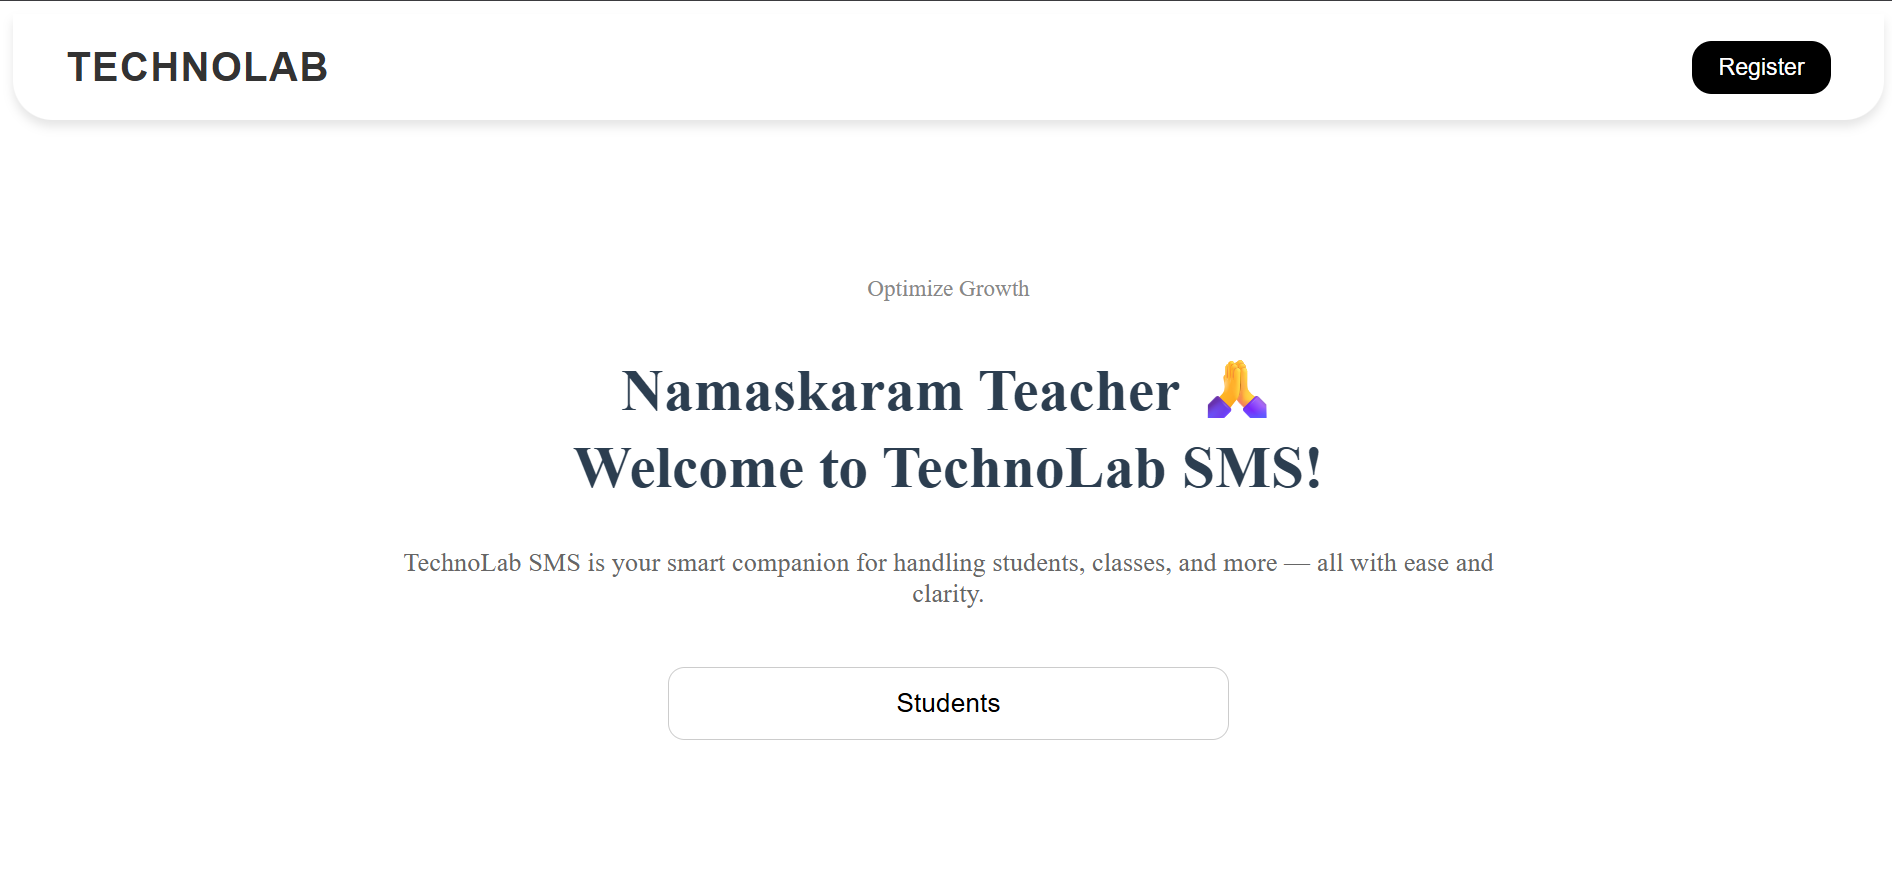 TECHNOLAB
Register
Optimize Growth
Namaskaram Teacher 🙏
Welcome to TechnoLab SMS!
TechnoLab SMS is your smart companion for handling students, classes, and more — all with ease and
clarity.
Students